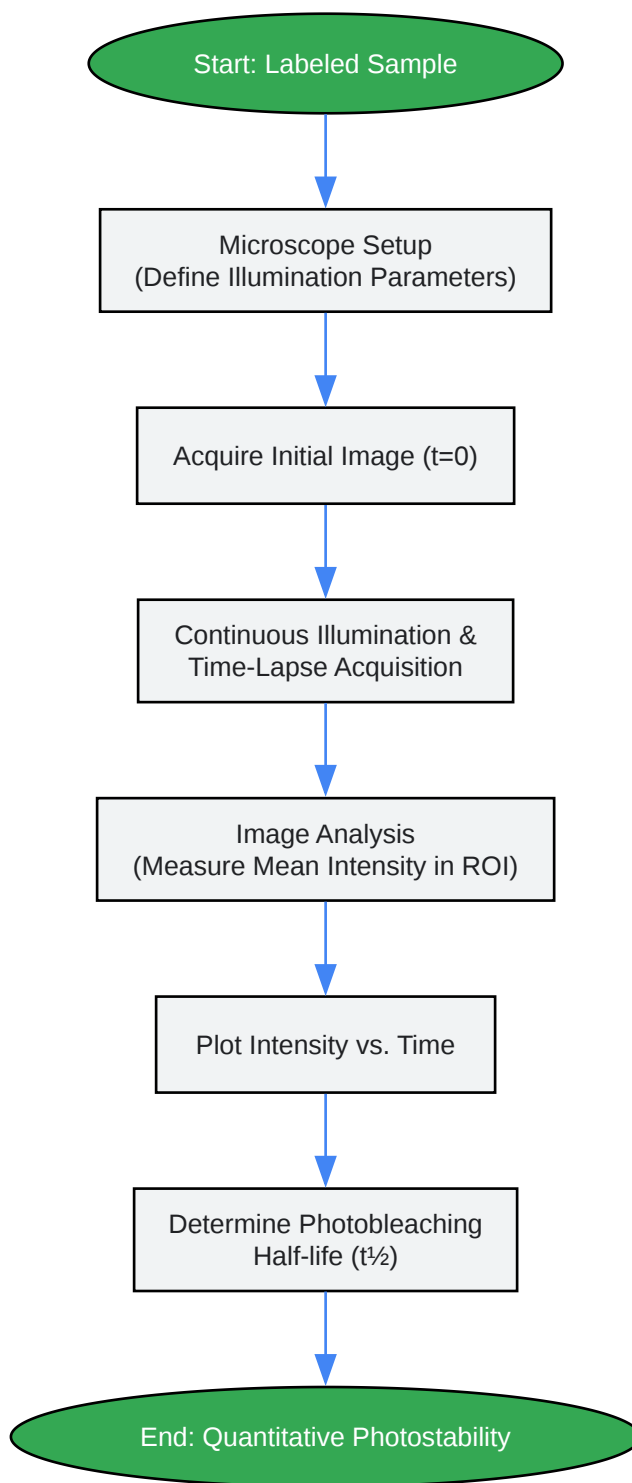 Start: Labeled Sample
Microscope Setup
(Define Illumination Parameters)
Acquire Initial Image (t=0)
Continuous Illumination &
Time-Lapse Acquisition
Image Analysis
(Measure Mean Intensity in ROI)
Plot Intensity vs. Time
Determine Photobleaching
Half-life (t½)
End: Quantitative Photostability